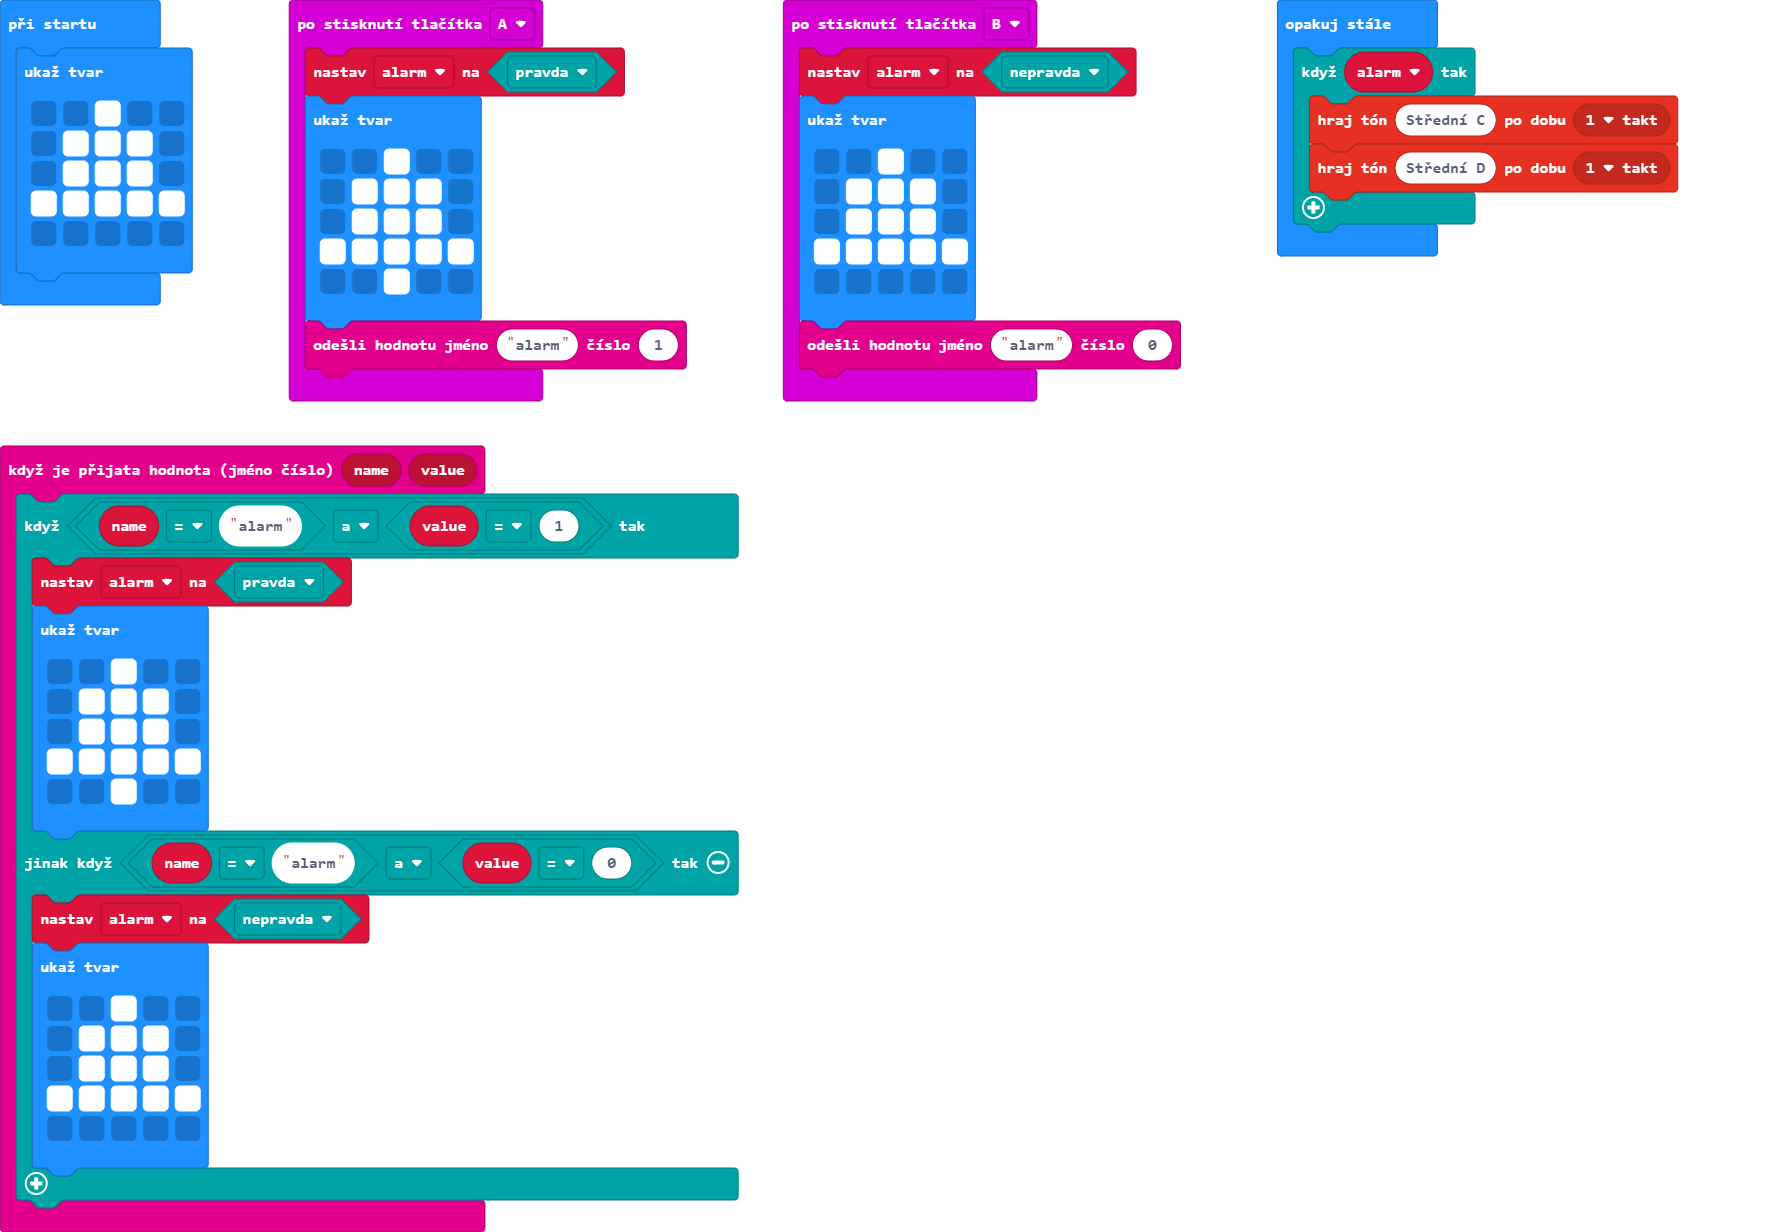 při startu
ukaž tvar
po stisknutí tlačítka A
nastav alarm na pravda
ukaž tvar
odešli hodnotu jméno "alarm" číslo 1
po stisknutí tlačítka B
nastav alarm na nepravda
ukaž tvar
odešli hodnotu jméno "alarm" číslo 0
opakuj stále
když alarm tak
hraj tón Střední C po dobu 1 takt
hraj tón Střední D po dobu 1 takt
když je přijata hodnota (jméno číslo) name value
když name = "alarm" a value = 1 tak
nastav alarm na pravda
ukaž tvar
jinak když name = "alarm" a value = 0 tak
nastav alarm na nepravda
ukaž tvar